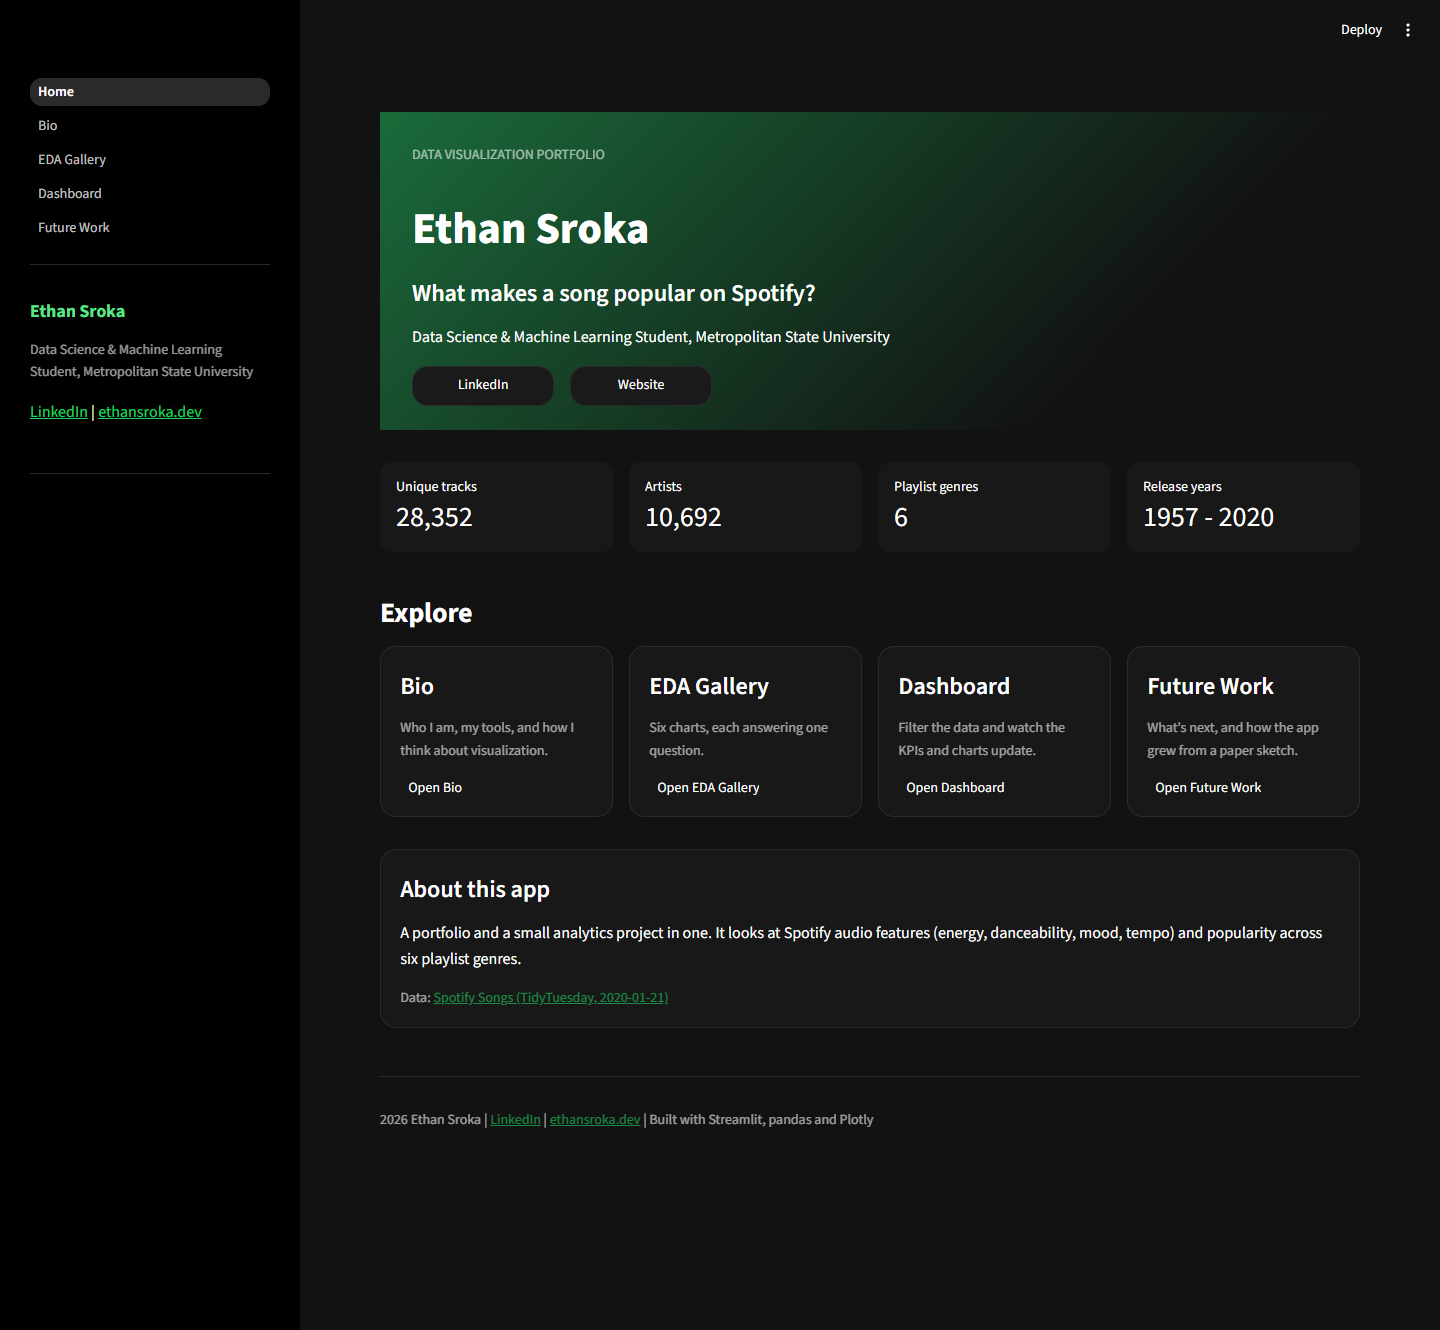 Deploy
Home
Bio
EDA Gallery
Dashboard
Future Work
Ethan Sroka
Data Science & Machine Learning
Student, Metropolitan State University
LinkedIn | ethansroka.dev
DATA VISUALIZATION PORTFOLIO
Ethan Sroka
What makes a song popular on Spotify?
Data Science & Machine Learning Student, Metropolitan State University
LinkedIn
Website
Unique tracks
28,352
Artists
10,692
Playlist genres
6
Release years
1957 - 2020
Explore
Bio
Who I am, my tools, and how I
think about visualization.
Open Bio
EDA Gallery
Six charts, each answering one
question.
Open EDA Gallery
Dashboard
Filter the data and watch the
KPIs and charts update.
Open Dashboard
Future Work
What's next, and how the app
grew from a paper sketch.
Open Future Work
About this app
A portfolio and a small analytics project in one. It looks at Spotify audio features (energy, danceability, mood, tempo) and popularity across
six playlist genres.
Data: Spotify Songs (TidyTuesday, 2020-01-21)
2026 Ethan Sroka | LinkedIn | ethansroka.dev | Built with Streamlit, pandas and Plotly